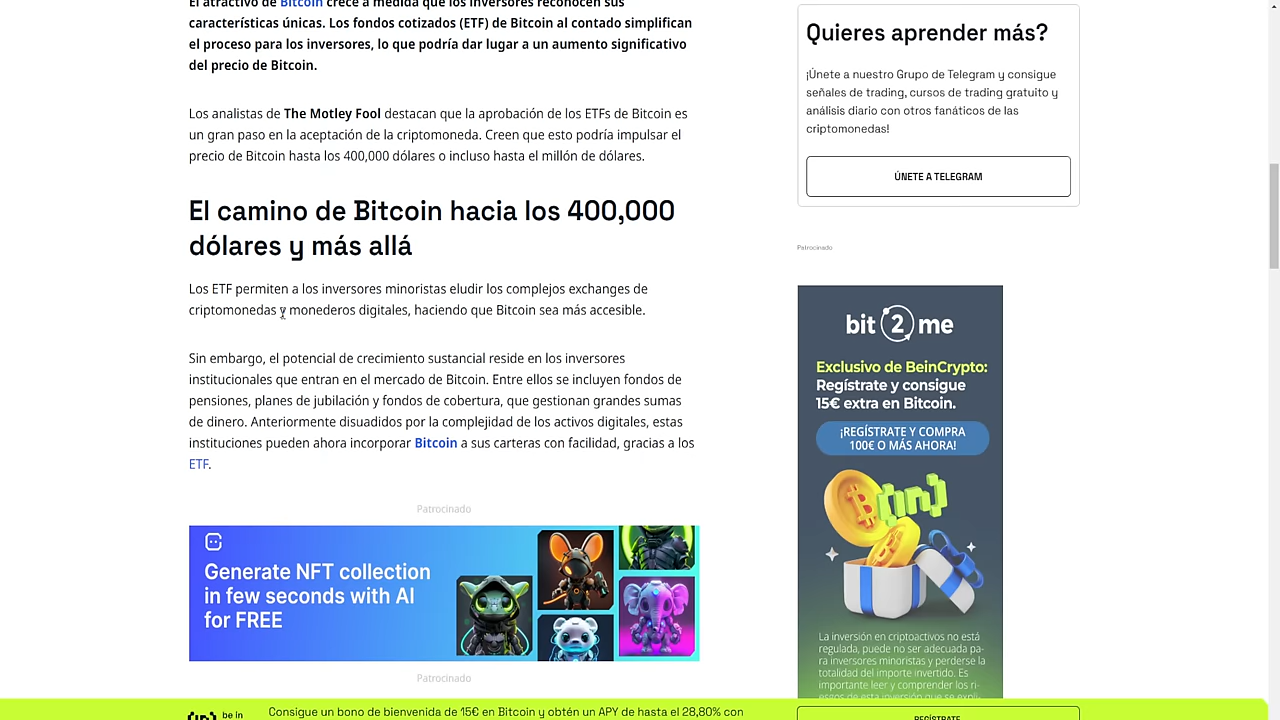 El atractivo de Bitcoin crece a medida que los inversores reconocen sus
características únicas. Los fondos cotizados (ETF) de Bitcoin al contado simplifican
el proceso para los inversores, lo que podría dar lugar a un aumento significativo
del precio de Bitcoin.
Los analistas de The Motley Fool destacan que la aprobación de los ETFs de Bitcoin es
un gran paso en la aceptación de la criptomoneda. Creen que esto podría impulsar el
precio de Bitcoin hasta los 400,000 dólares o incluso hasta el millón de dólares.
El camino de Bitcoin hacia los 400,000
dólares y más allá
Los ETF permiten a los inversores minoristas eludir los complejos exchanges de
criptomonedas y monederos digitales, haciendo que Bitcoin sea más accesible.
Sin embargo, el potencial de crecimiento sustancial reside en los inversores
institucionales que entran en el mercado de Bitcoin. Entre ellos se incluyen fondos de
pensiones, planes de jubilación y fondos de cobertura, que gestionan grandes sumas
de dinero. Anteriormente disuadidos por la complejidad de los activos digitales, estas
instituciones pueden ahora incorporar Bitcoin a sus carteras con facilidad, gracias a los
ETF.
Patrocinado
Generate NFT collection
in few seconds with AI
for FREE
Patrocinado
Quieres aprender más?
¡Únete a nuestro Grupo de Telegram y consigue
señales de trading, cursos de trading gratuito y
análisis diario con otros fanáticos de las
criptomonedas!
ÚNETE A TELEGRAM
Patrocinado
bit2me
Exclusivo de BeinCrypto:
Regístrate y consigue
15€ extra en Bitcoin.
¡REGÍSTRATE Y COMPRA
100€ O MÁS AHORA!
La inversión en criptoactivos no está
regulada, puede no ser adecuada pa-
ra inversores minoristas y perderse la
totalidad del importe invertido. Es
importante leer y comprender los ri-
esgos de esta inversión que se expli-
be in
Consigue un bono de bienvenida de 15€ en Bitcoin y obtén un APY de hasta el 28,80% con
REGÍSTRATE